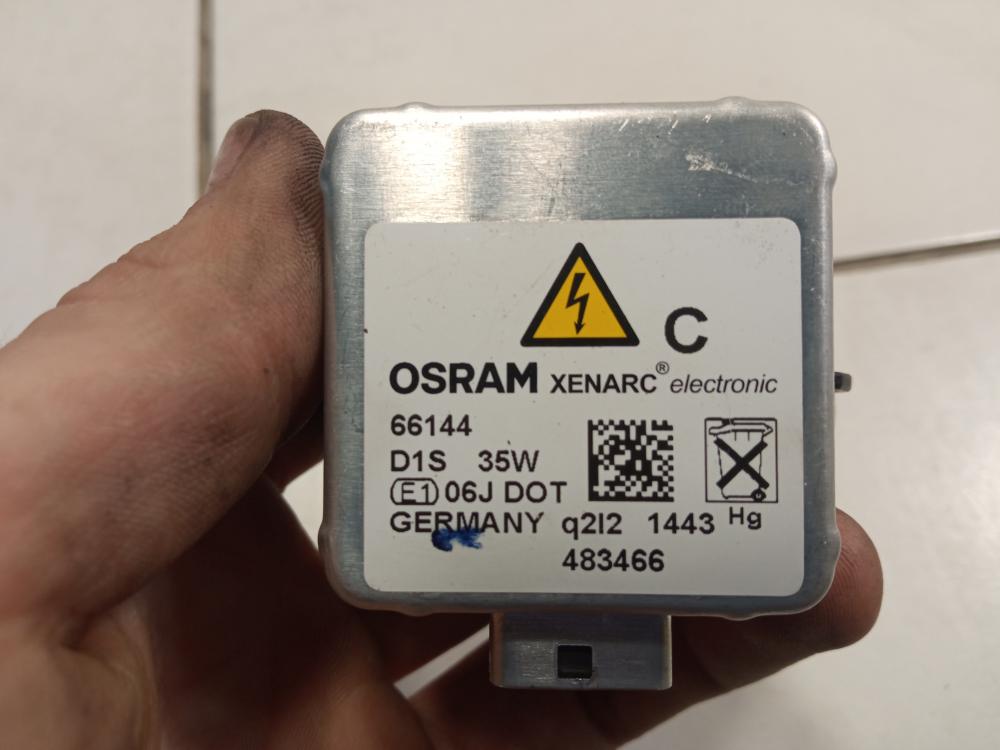 C
OSRAM XENARC® electronic
66144
D1S 35W
E1 06J DOT
GERMANY q2I2 1443 Hg
483466